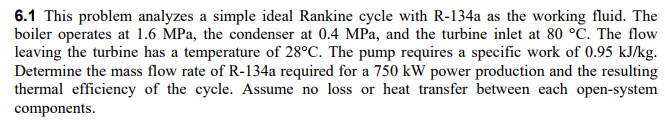 6.1 This problem analyzes a simple ideal Rankine cycle with R-134a as the working fluid. The
boiler operates at 1.6 MPa, the condenser at 0.4 MPa, and the turbine inlet at 80 °C. The flow
leaving the turbine has a temperature of 28°C. The pump requires a specific work of 0.95 kJ/kg.
Determine the mass flow rate of R-134a required for a 750 kW power production and the resulting
thermal efficiency of the cycle. Assume no loss or heat transfer between each open-system
components.